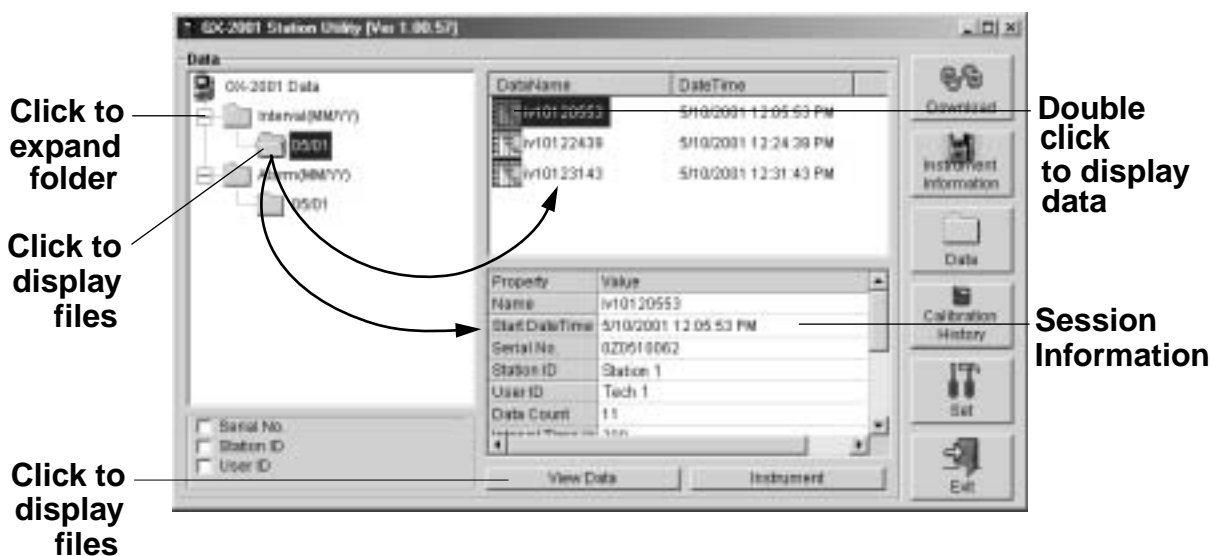 GX-2001 Station Utility [Ver 1.00.57]
Data
GX-2001 Data
Interval(MM/YY)
05/01
Alarm(MM/YY)
05/01
Serial No.
Station ID
User ID
DataName DateTime
iv10120553 5/10/2001 12:05:53 PM
iv10122439 5/10/2001 12:24:39 PM
iv10123143 5/10/2001 12:31:43 PM
Property Value
Name iv10120553
Start DateTime 5/10/2001 12:05:53 PM
Serial No. 0Z0510062
Station ID Station 1
User ID Tech 1
Data Count 11
View Data
Instrument
Download
Instrument
Information
Data
Calibration
History
Set
Exit
Click to
expand
folder
Click to
display
files
Click to
display
files
Double
click
to display
data
Session
Information